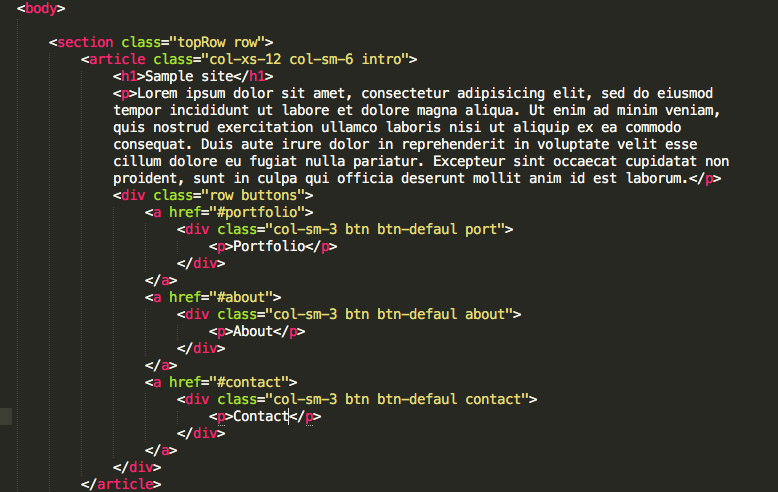 <body>
<section class="topRow row">
<article class="col-xs-12 col-sm-6 intro">
<h1>Sample site</h1>
<p>Lorem ipsum dolor sit amet, consectetur adipisicing elit, sed do eiusmod
tempor incididunt ut labore et dolore magna aliqua. Ut enim ad minim veniam,
quis nostrud exercitation ullamco laboris nisi ut aliquip ex ea commodo
consequat. Duis aute irure dolor in reprehenderit in voluptate velit esse
cillum dolore eu fugiat nulla pariatur. Excepteur sint occaecat cupidatat non
proident, sunt in culpa qui officia deserunt mollit anim id est laborum.</p>
<div class="row buttons">
<a href="#portfolio">
<div class="col-sm-3 btn btn-defaul port">
<p>Portfolio</p>
</div>
</a>
<a href="#about">
<div class="col-sm-3 btn btn-defaul about">
<p>About</p>
</div>
</a>
<a href="#contact">
<div class="col-sm-3 btn btn-defaul contact">
<p>Contact</p>
</div>
</a>
</div>
</article>